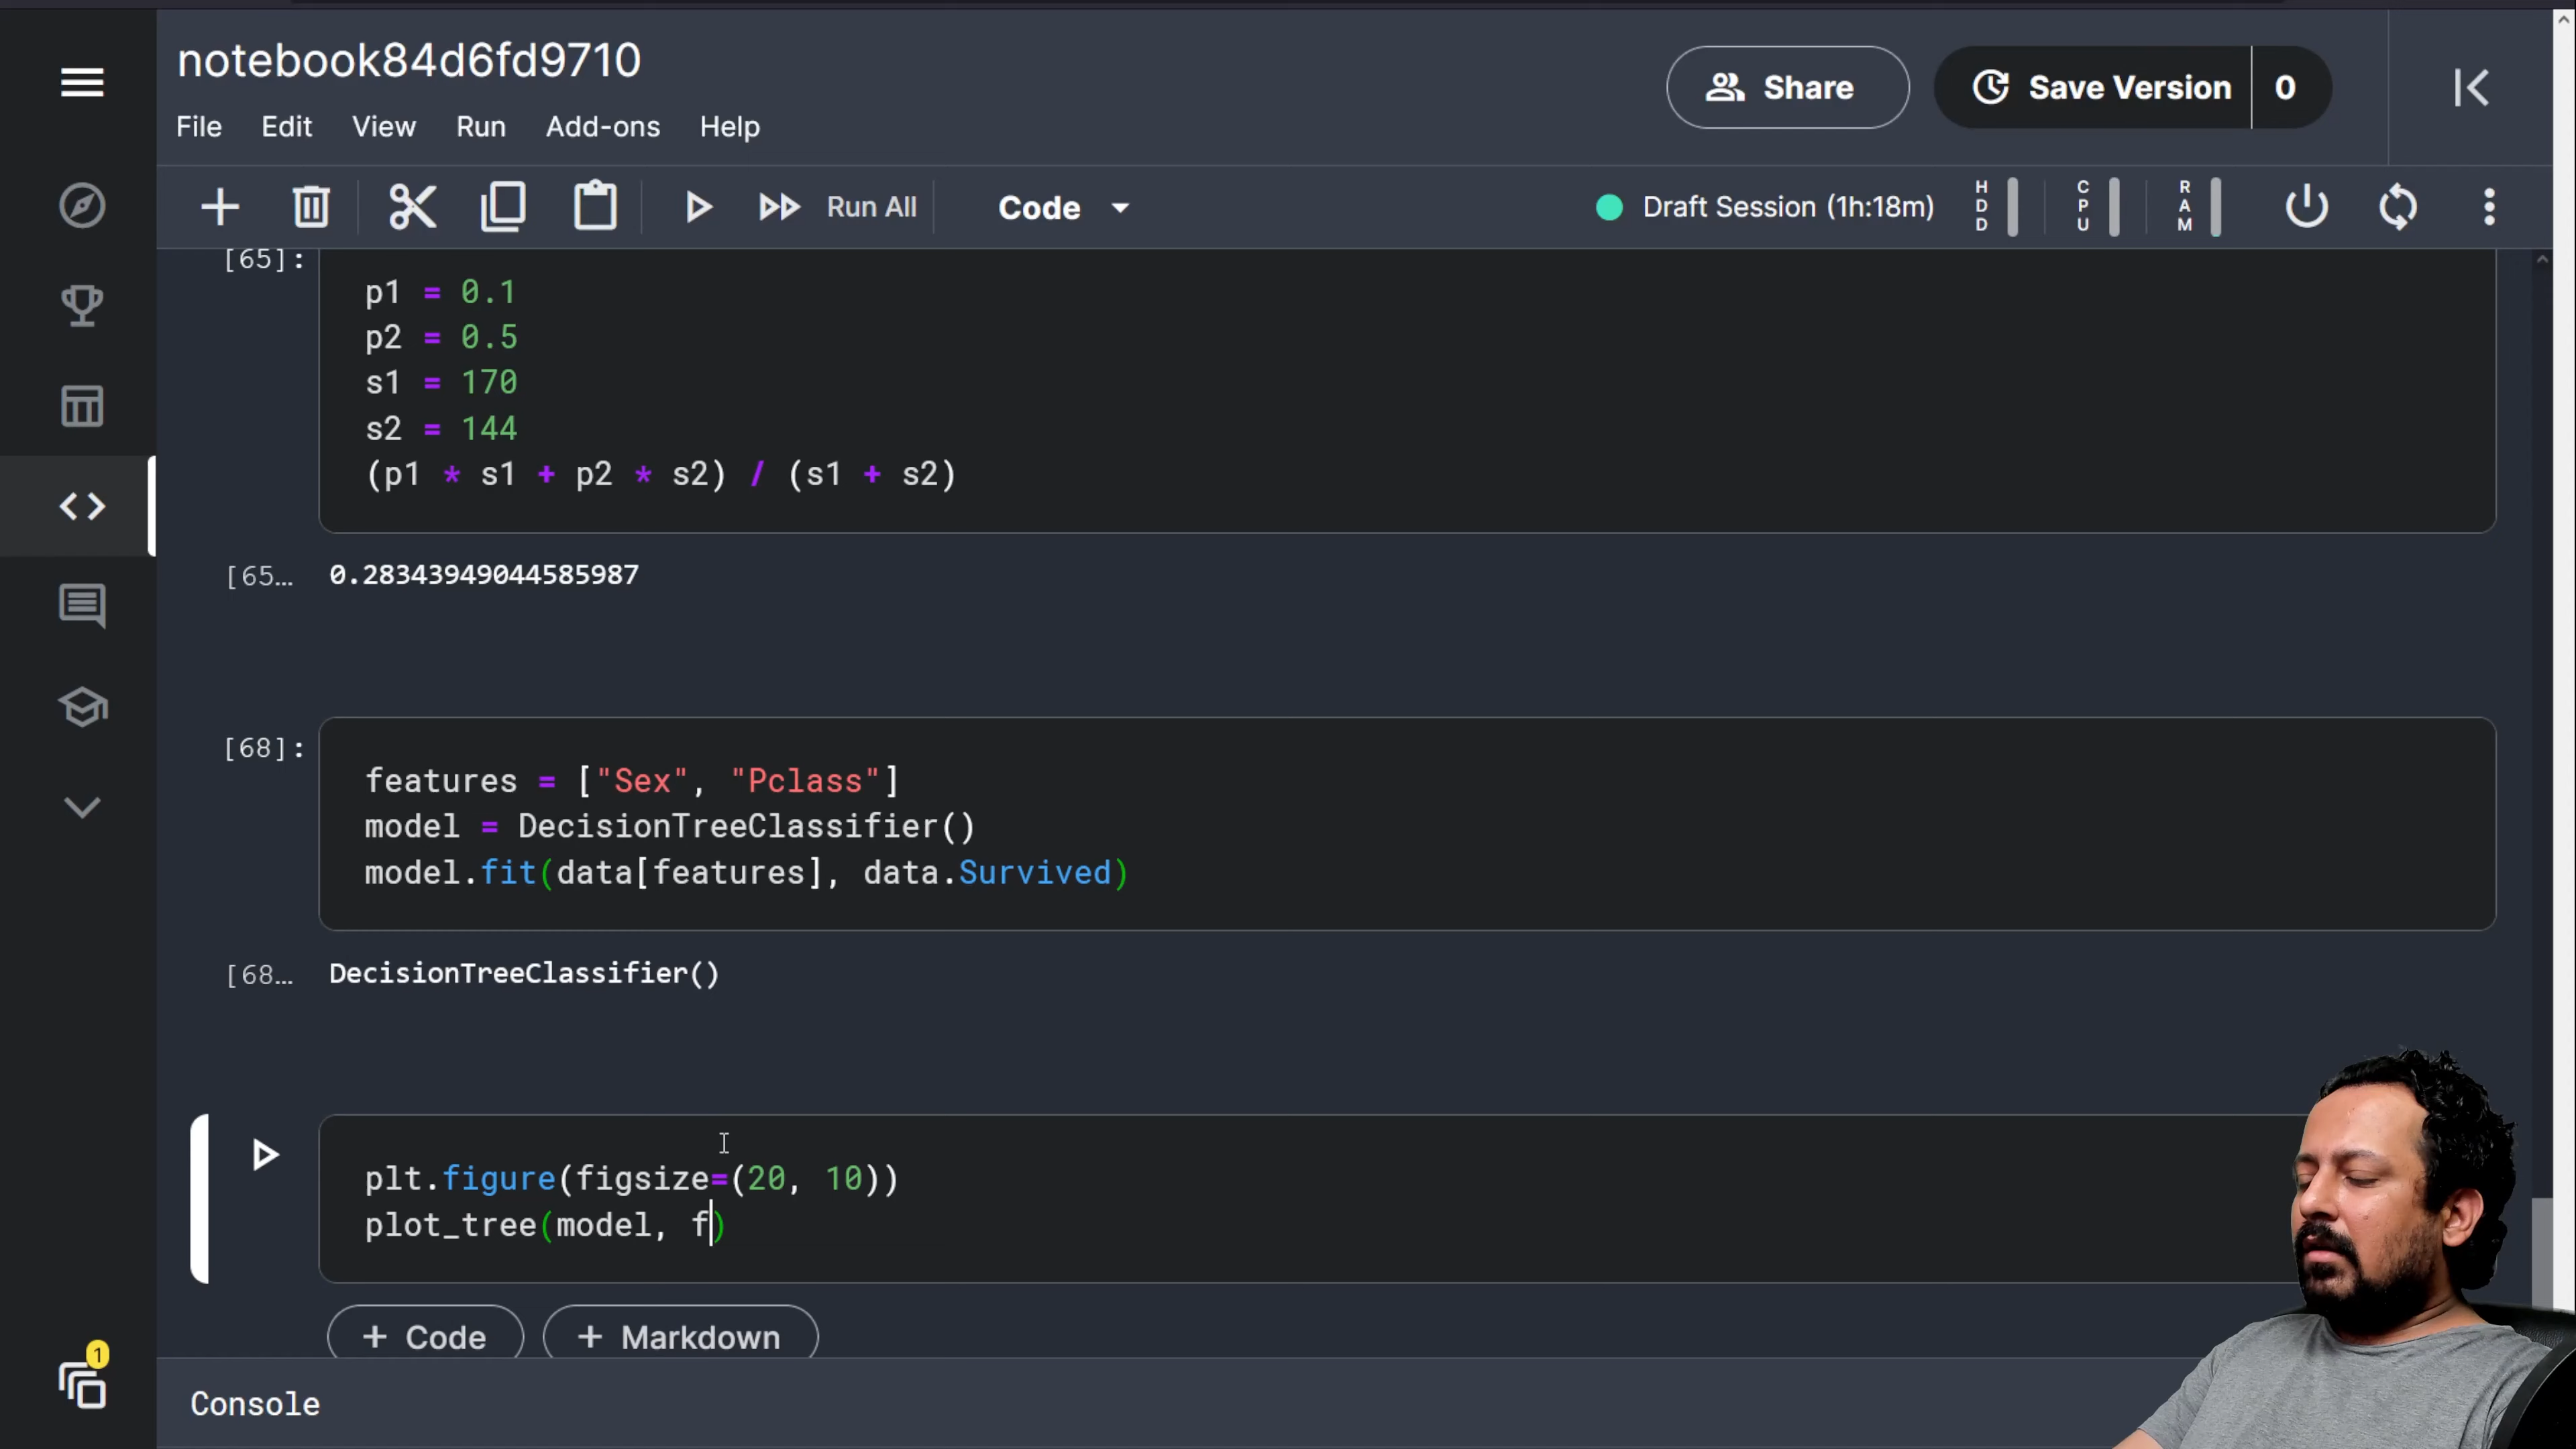 notebook84d6fd9710
Share
Save Version
0
File Edit View Run Add-ons Help
Run All
Code
Draft Session (1h:18m)
HDD
CPU
RAM
[65]:
p1 = 0.1
p2 = 0.5
s1 = 170
s2 = 144
(p1 * s1 + p2 * s2) / (s1 + s2)
[65…
0.28343949044585987
[68]:
features = ["Sex", "Pclass"]
model = DecisionTreeClassifier()
model.fit(data[features], data.Survived)
[68…
DecisionTreeClassifier()
plt.figure(figsize=(20, 10))
plot_tree(model, f)
+ Code
+ Markdown
1
Console